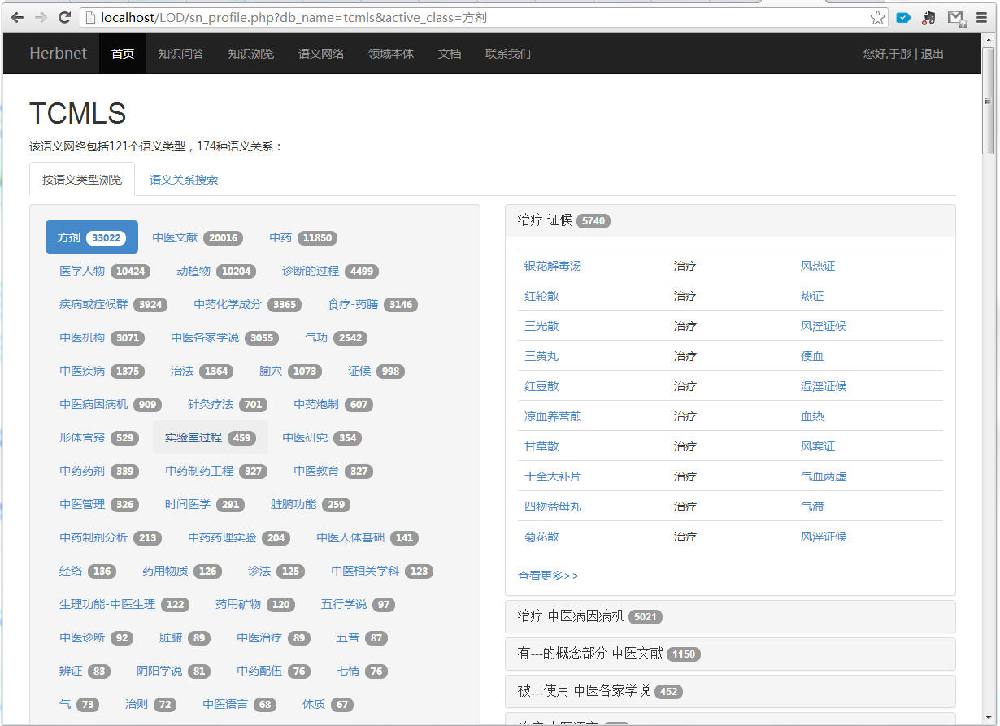 localhost/LOD/sn_profile.php?db_name=tcmls&active_class=方剂
Herbnet 首页 知识问答 知识浏览 语义网络 领域本体 文档 联系我们 您好,于彤 | 退出
TCMLS
该语义网络包括121个语义类型，174种语义关系：
按语义类型浏览 语义关系搜索
方剂 33022 中医文献 20016 中药 11850
医学人物 10424 动植物 10204 诊断的过程 4499
疾病或症候群 3924 中药化学成分 3365 食疗-药膳 3146
中医机构 3071 中医各家学说 3055 气功 2542
中医疾病 1375 治法 1364 腧穴 1073 证候 998
中医病因病机 909 针灸疗法 701 中药炮制 607
形体官窍 529 实验室过程 459 中医研究 354
中药药剂 339 中药制药工程 327 中医教育 327
中医管理 326 时间医学 291 脏腑功能 259
中药制剂分析 213 中药药理实验 204 中医人体基础 141
经络 136 药用物质 126 诊法 125 中医相关学科 123
生理功能-中医生理 122 药用矿物 120 五行学说 97
中医诊断 92 脏腑 89 中医治疗 89 五音 87
辨证 83 阴阳学说 81 中药配伍 76 七情 76
气 73 治则 72 中医语言 68 体质 67
治疗 证候 5740
银花解毒汤 治疗 风热证
红轮散 治疗 热证
三光散 治疗 风淫证候
三黄丸 治疗 便血
红豆散 治疗 湿淫证候
凉血养营煎 治疗 血热
甘草散 治疗 风寒证
十全大补片 治疗 气血两虚
四物益母丸 治疗 气滞
菊花散 治疗 风淫证候
查看更多>>
治疗 中医病因病机 5021
有---的概念部分 中医文献 1150
被...使用 中医各家学说 452